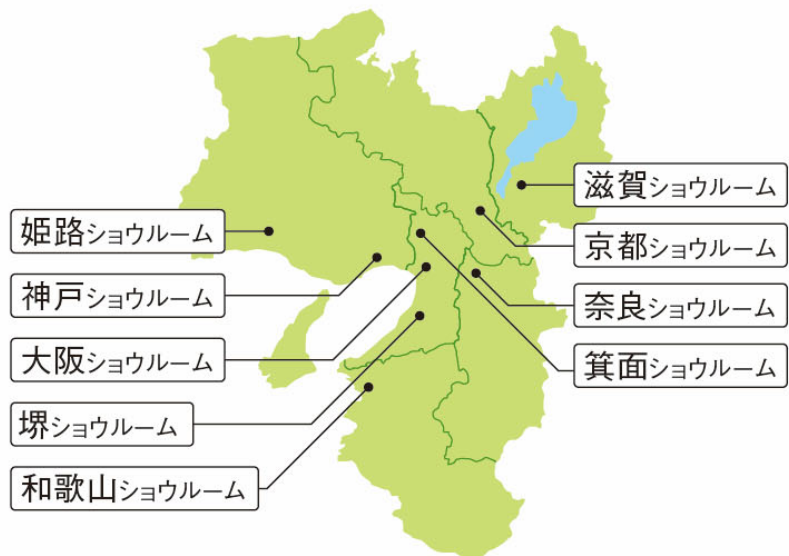 姫路ショウルーム
神戸ショウルーム
大阪ショウルーム
堺ショウルーム
和歌山ショウルーム
滋賀ショウルーム
京都ショウルーム
奈良ショウルーム
箕面ショウルーム